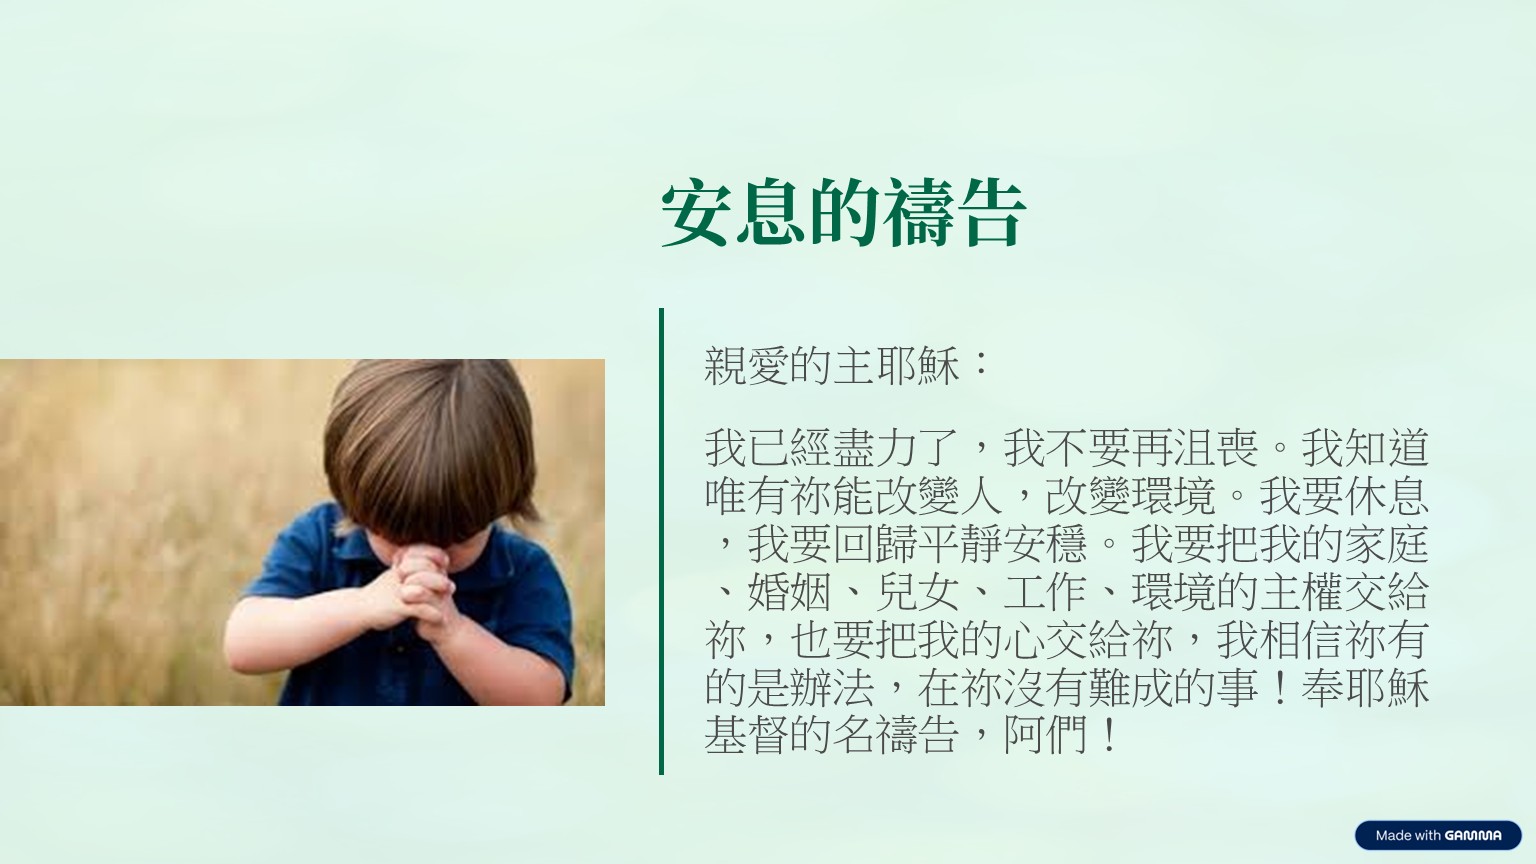 安息的禱告
親愛的主耶穌：
我已經盡力了，我不要再沮喪。我知道
唯有祢能改變人，改變環境。我要休息
，我要回歸平靜安穩。我要把我的家庭
、婚姻、兒女、工作、環境的主權交給
祢，也要把我的心交給祢，我相信祢有
的是辦法，在祢沒有難成的事！奉耶穌
基督的名禱告，阿們！
Made with GAMMA